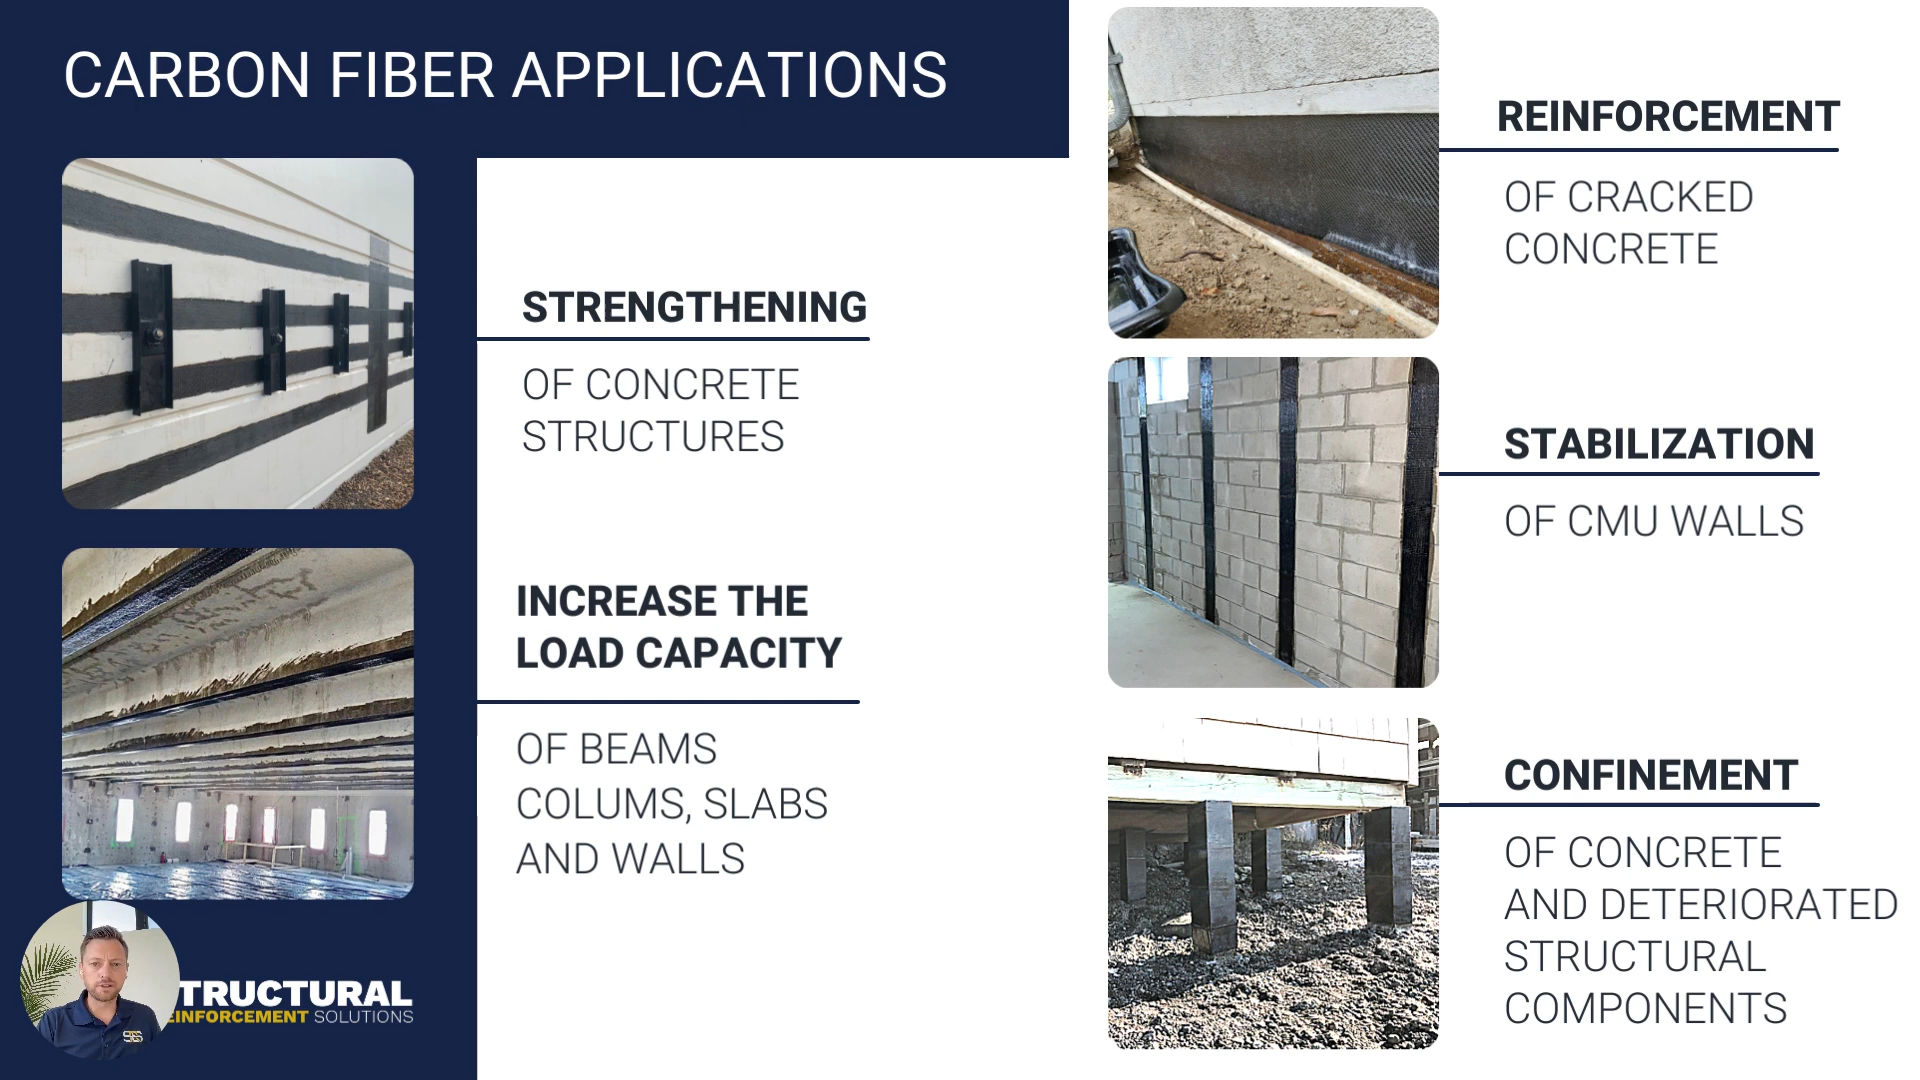 CARBON FIBER APPLICATIONS
STRENGTHENING
OF CONCRETE
STRUCTURES
INCREASE THE
LOAD CAPACITY
OF BEAMS
COLUMS, SLABS
AND WALLS
REINFORCEMENT
OF CRACKED
CONCRETE
STABILIZATION
OF CMU WALLS
CONFINEMENT
OF CONCRETE
AND DETERIORATED
STRUCTURAL
COMPONENTS
TRUCTURAL
EINFORCEMENT SOLUTIONS